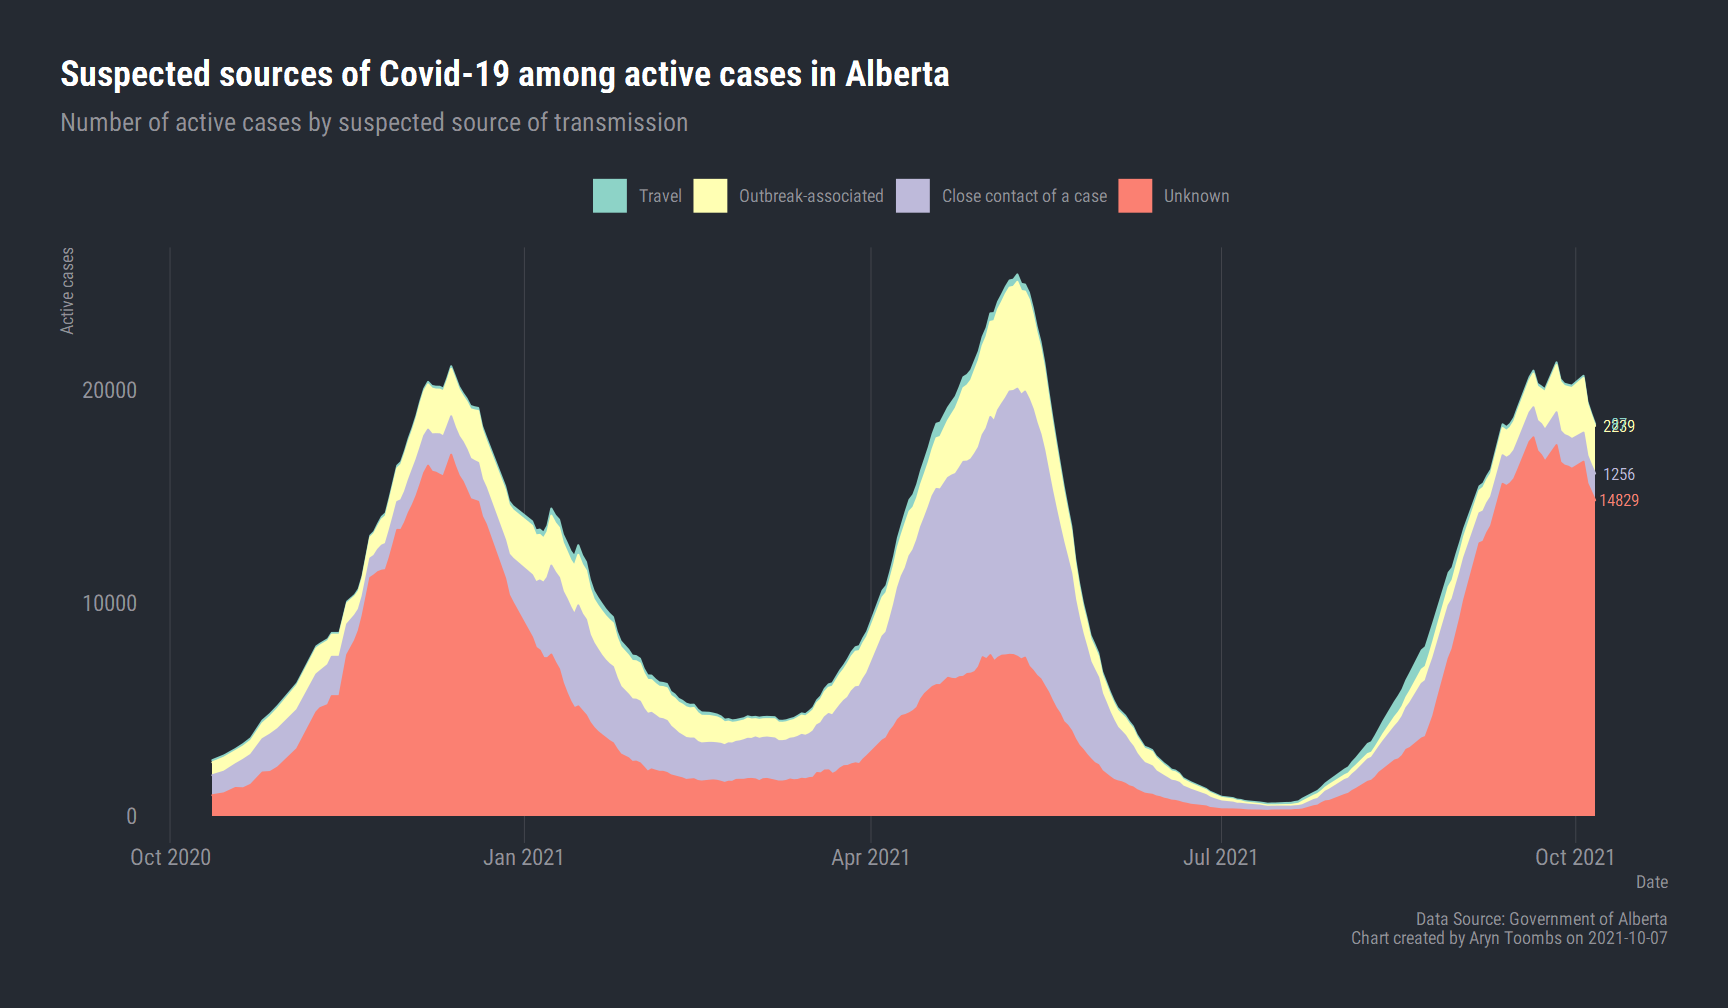 Suspected sources of Covid-19 among active cases in Alberta
Number of active cases by suspected source of transmission
Travel
Outbreak-associated
Close contact of a case
Unknown
Active cases
20000
10000
0
1256
14829
Oct 2020
Jan 2021
Apr 2021
Jul 2021
Oct 2021
Date
Data Source: Government of Alberta
Chart created by Aryn Toombs on 2021-10-07